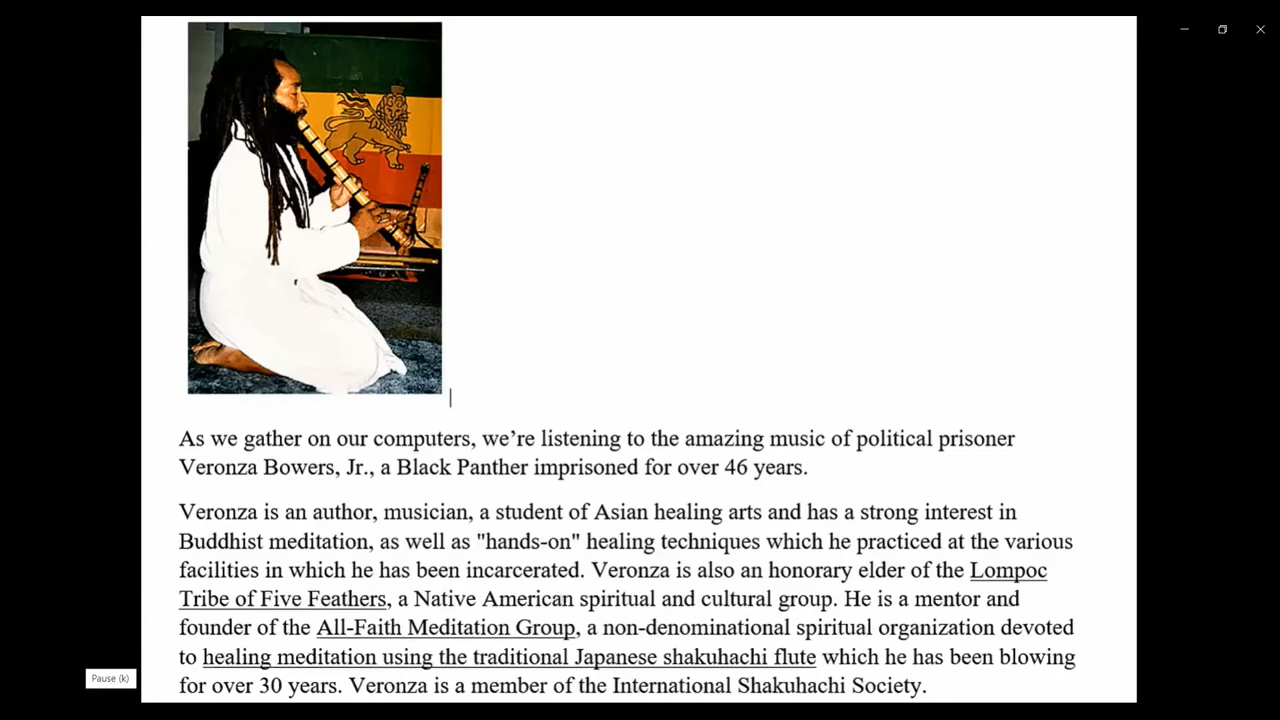 As we gather on our computers, we’re listening to the amazing music of political prisoner
Veronza Bowers, Jr., a Black Panther imprisoned for over 46 years.
Veronza is an author, musician, a student of Asian healing arts and has a strong interest in
Buddhist meditation, as well as "hands-on" healing techniques which he practiced at the various
facilities in which he has been incarcerated. Veronza is also an honorary elder of the Lompoc
Tribe of Five Feathers, a Native American spiritual and cultural group. He is a mentor and
founder of the All-Faith Meditation Group, a non-denominational spiritual organization devoted
to healing meditation using the traditional Japanese shakuhachi flute which he has been blowing
for over 30 years. Veronza is a member of the International Shakuhachi Society.
Pause (k)